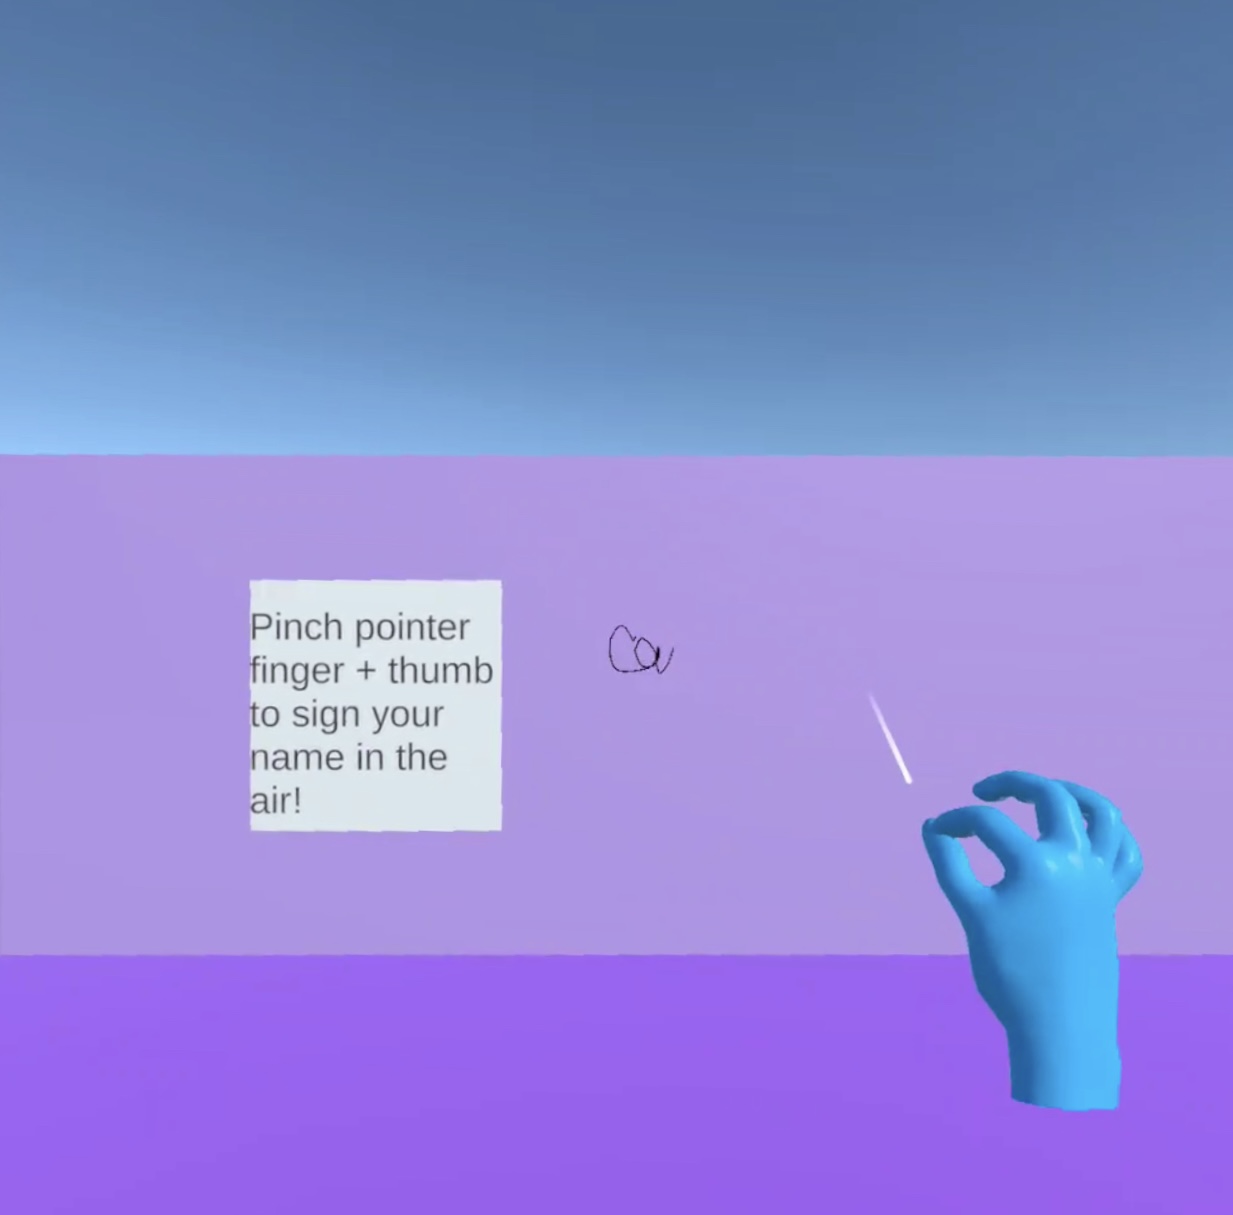 Pinch pointer
finger + thumb
to sign your
name in the
air!